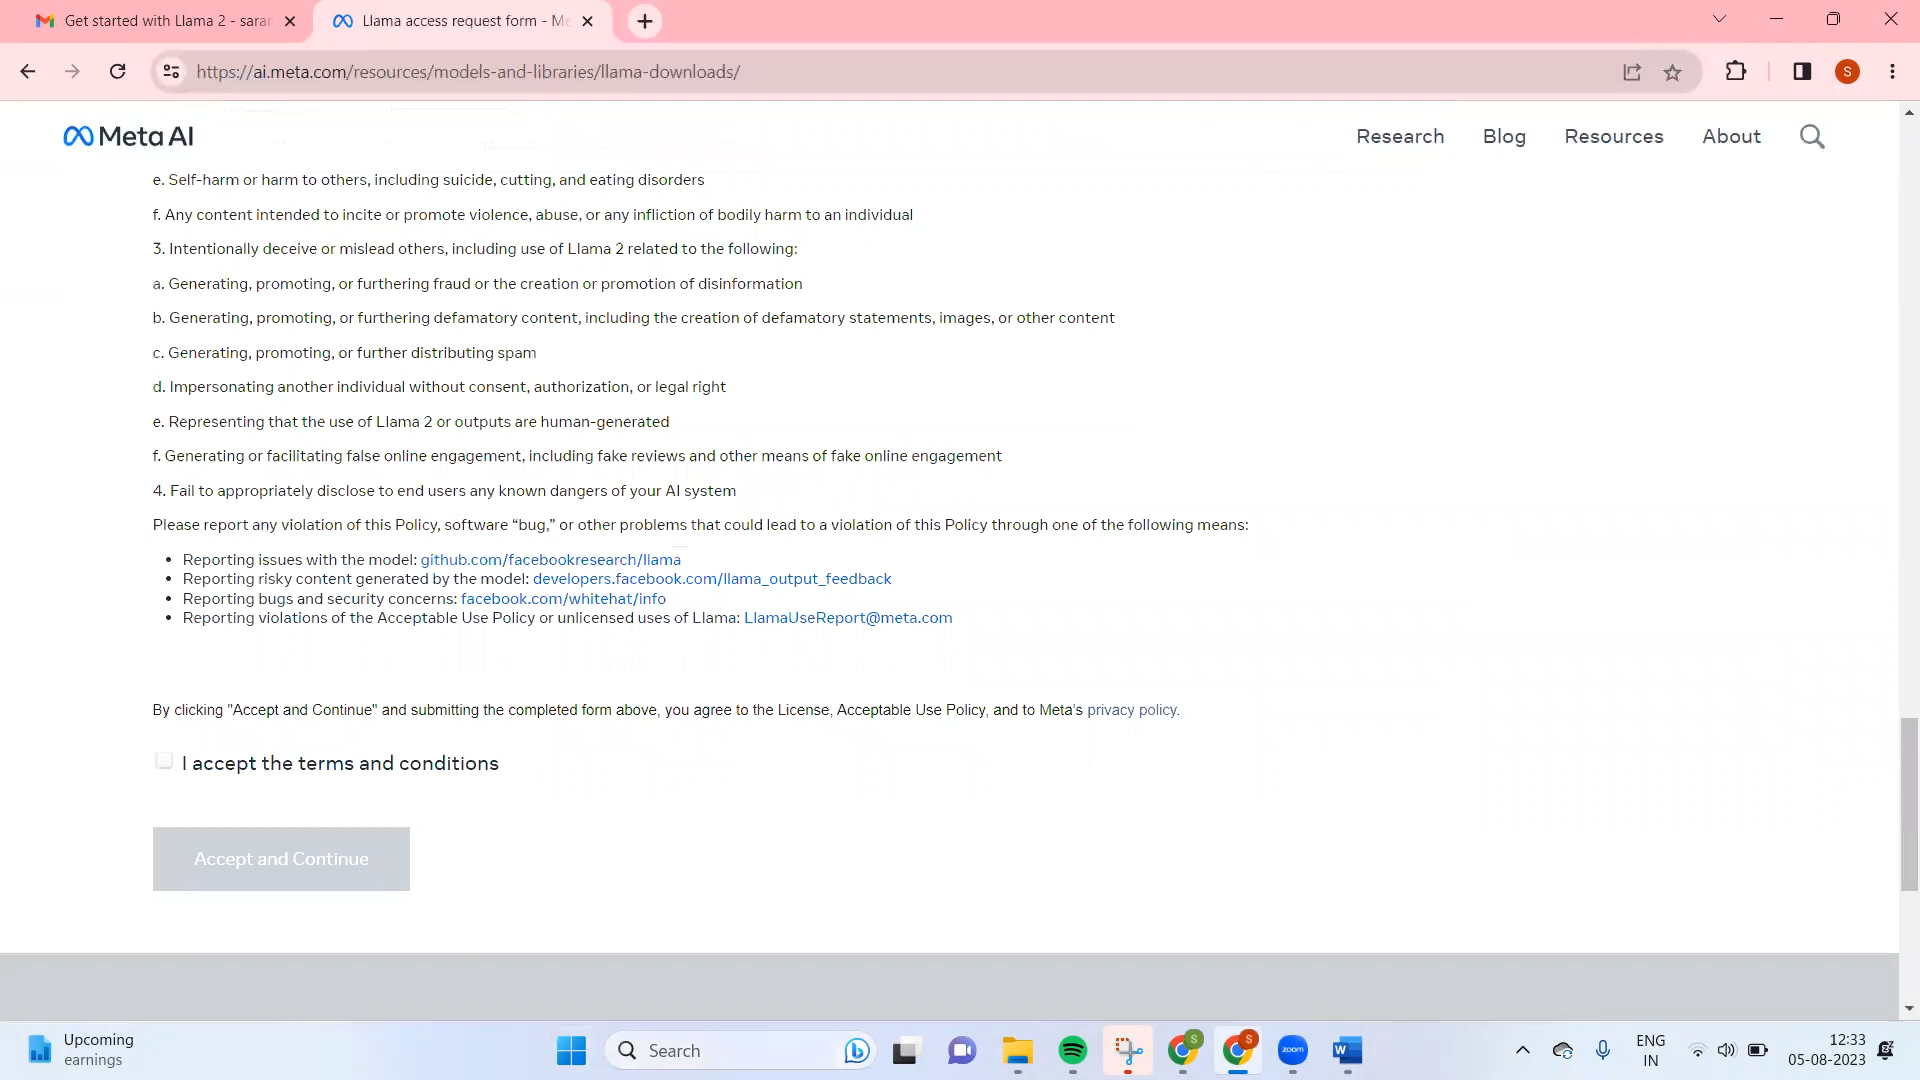 Get started with Llama 2 - saran
Llama access request form - Me
https://ai.meta.com/resources/models-and-libraries/llama-downloads/
S
Meta AI
Research
Blog
Resources
About
e. Self-harm or harm to others, including suicide, cutting, and eating disorders
f. Any content intended to incite or promote violence, abuse, or any infliction of bodily harm to an individual
3. Intentionally deceive or mislead others, including use of Llama 2 related to the following:
a. Generating, promoting, or furthering fraud or the creation or promotion of disinformation
b. Generating, promoting, or furthering defamatory content, including the creation of defamatory statements, images, or other content
c. Generating, promoting, or further distributing spam
d. Impersonating another individual without consent, authorization, or legal right
e. Representing that the use of Llama 2 or outputs are human-generated
f. Generating or facilitating false online engagement, including fake reviews and other means of fake online engagement
4. Fail to appropriately disclose to end users any known dangers of your AI system
Please report any violation of this Policy, software “bug,” or other problems that could lead to a violation of this Policy through one of the following means:
• Reporting issues with the model: github.com/facebookresearch/llama
• Reporting risky content generated by the model: developers.facebook.com/llama_output_feedback
• Reporting bugs and security concerns: facebook.com/whitehat/info
• Reporting violations of the Acceptable Use Policy or unlicensed uses of Llama: LlamaUseReport@meta.com
By clicking "Accept and Continue" and submitting the completed form above, you agree to the License, Acceptable Use Policy, and to Meta’s privacy policy.
I accept the terms and conditions
Accept and Continue
Upcoming
earnings
Search
S
S
zoom
W
ENG
IN
12:33
05-08-2023